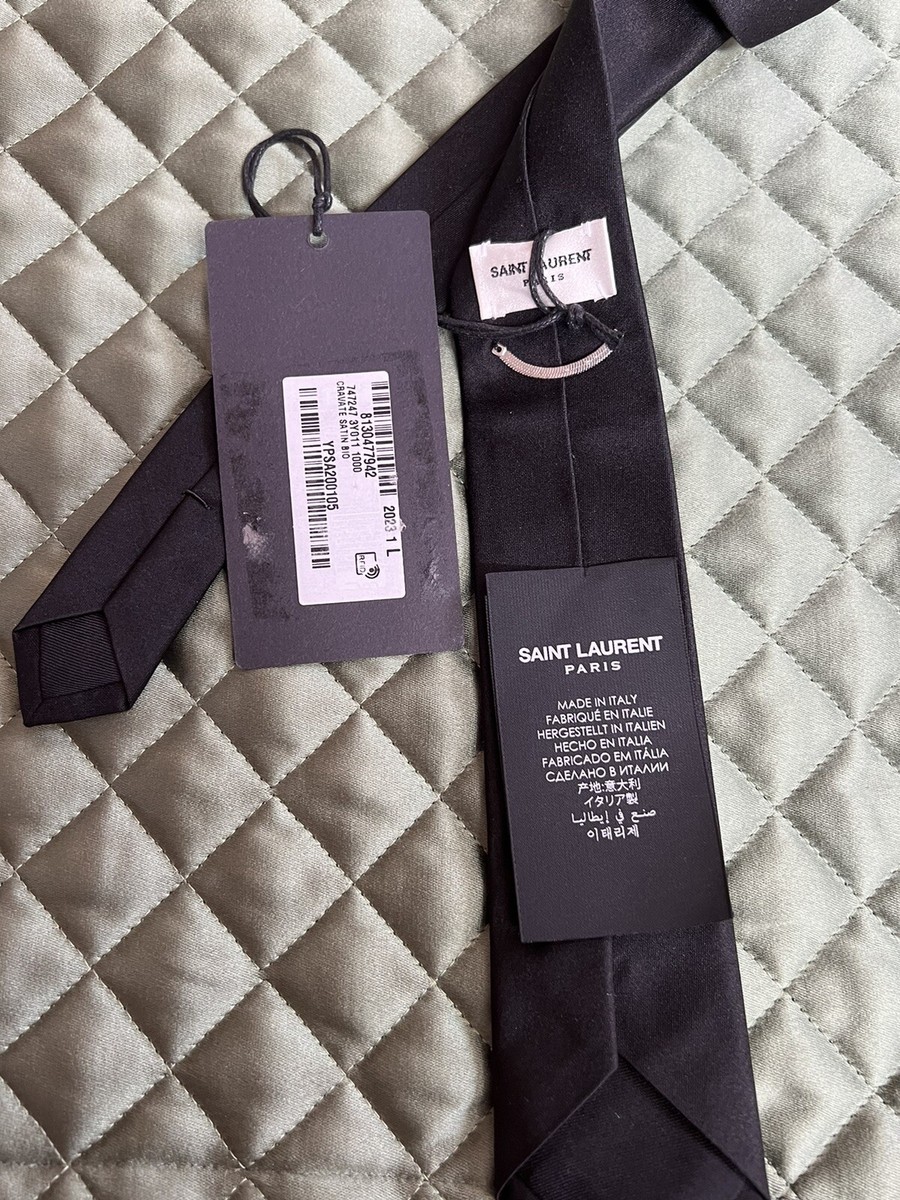 SAINT LAURENT
PARIS
8130477942 2023 1 L
747247 3Y011 1000
CRAVATE SATIN BIO
YPSA200105
RFID
SAINT LAURENT
PARIS
MADE IN ITALY
FABRIQUÉ EN ITALIE
HERGESTELLT IN ITALIEN
HECHO EN ITALIA
FABRICADO EM ITÁLIA
СДЕЛАНО В ИТАЛИИ
产地:意大利
イタリア製
صنع في إيطاليا
이태리제